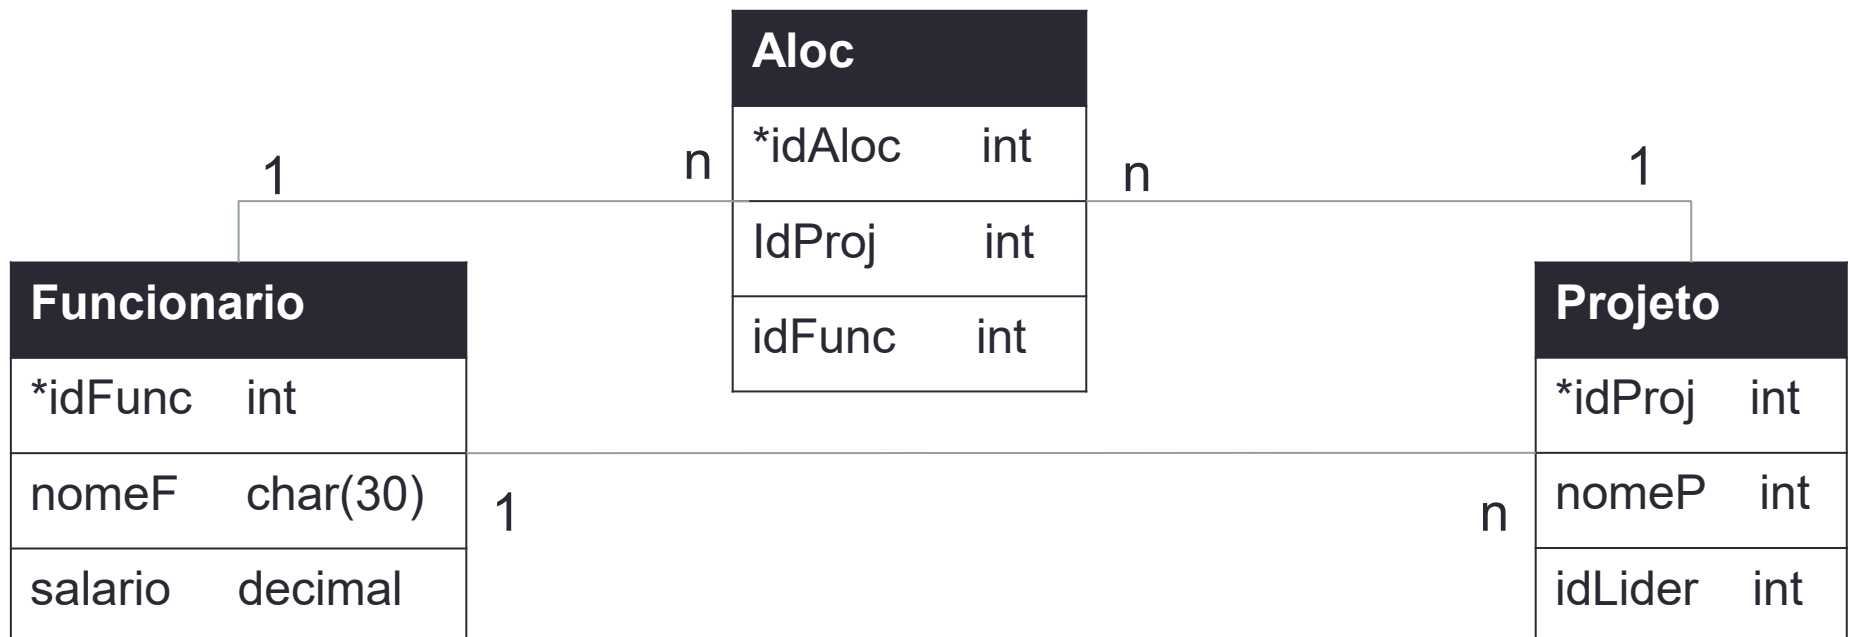 Aloc
*idAloc int
IdProj int
idFunc int
1
n
n
1
Funcionario
*idFunc int
nomeF char(30)
salario decimal
1
n
Projeto
*idProj int
nomeP int
idLider int